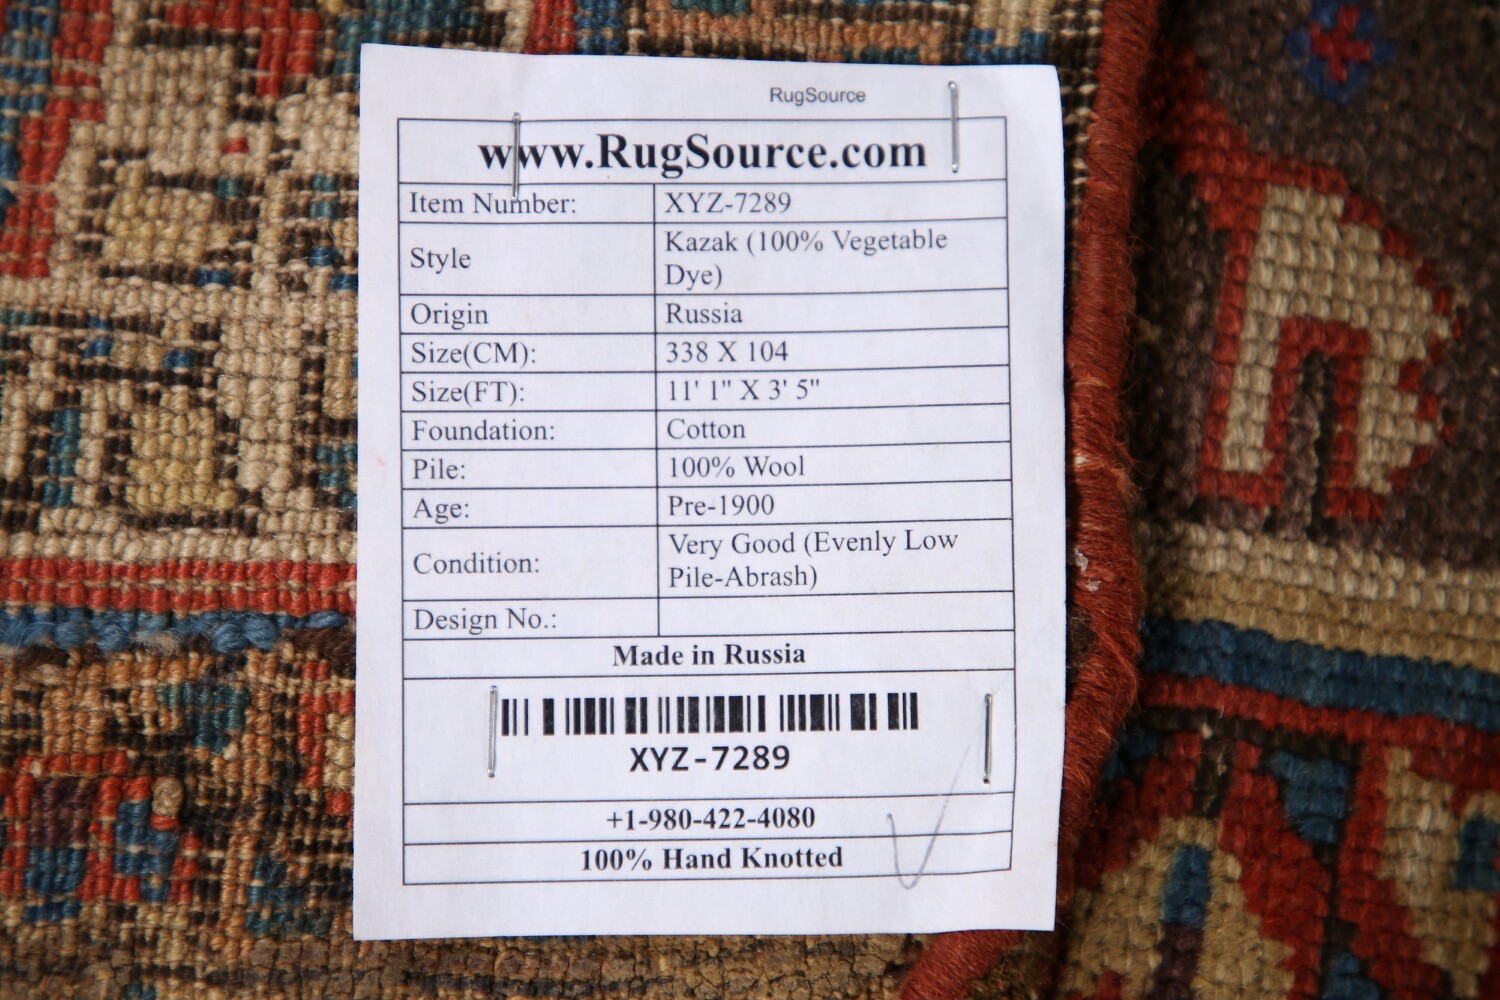 RugSource
www.RugSource.com
Item Number: XYZ-7289
Style Kazak (100% Vegetable
Dye)
Origin Russia
Size(CM): 338 X 104
Size(FT): 11' 1" X 3' 5"
Foundation: Cotton
Pile: 100% Wool
Age: Pre-1900
Condition: Very Good (Evenly Low
Pile-Abrash)
Design No.:
Made in Russia
XYZ-7289
+1-980-422-4080
100% Hand Knotted